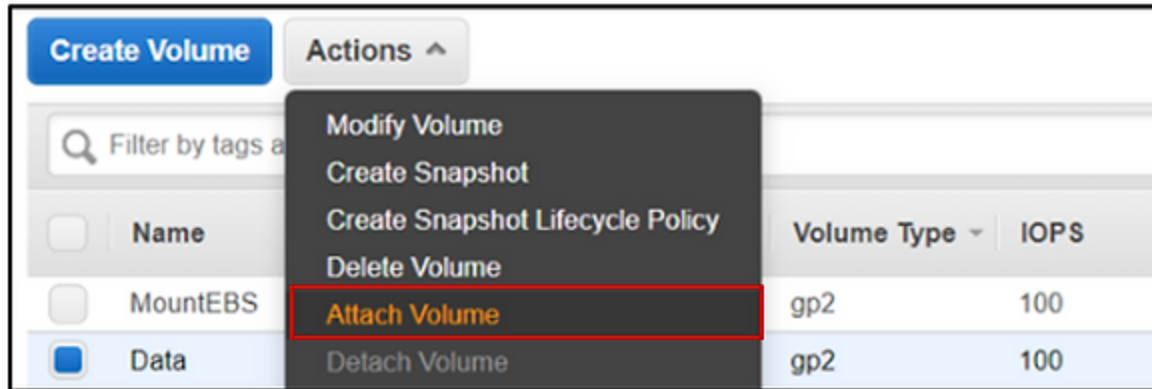 Create Volume Actions
Modify Volume
Filter by tags a
Create Snapshot
Create Snapshot Lifecycle Policy
Name Volume Type IOPS
Delete Volume
MountEBS Attach Volume gp2 100
Data Detach Volume gp2 100